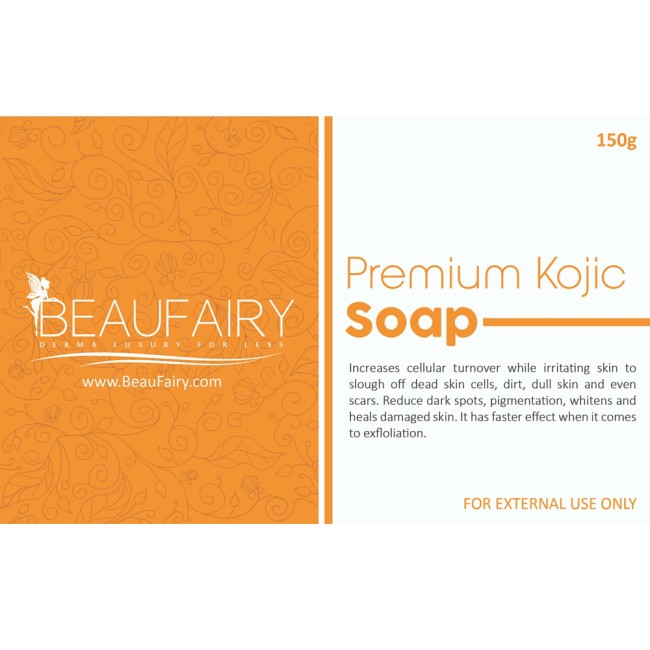 BEAUFAIRY
DERMA LUXURY FOR LESS
www.BeauFairy.com
150g
Premium Kojic
Soap
Increases cellular turnover while irritating skin to
slough off dead skin cells, dirt, dull skin and even
scars. Reduce dark spots, pigmentation, whitens and
heals damaged skin. It has faster effect when it comes
to exfloliation.
FOR EXTERNAL USE ONLY